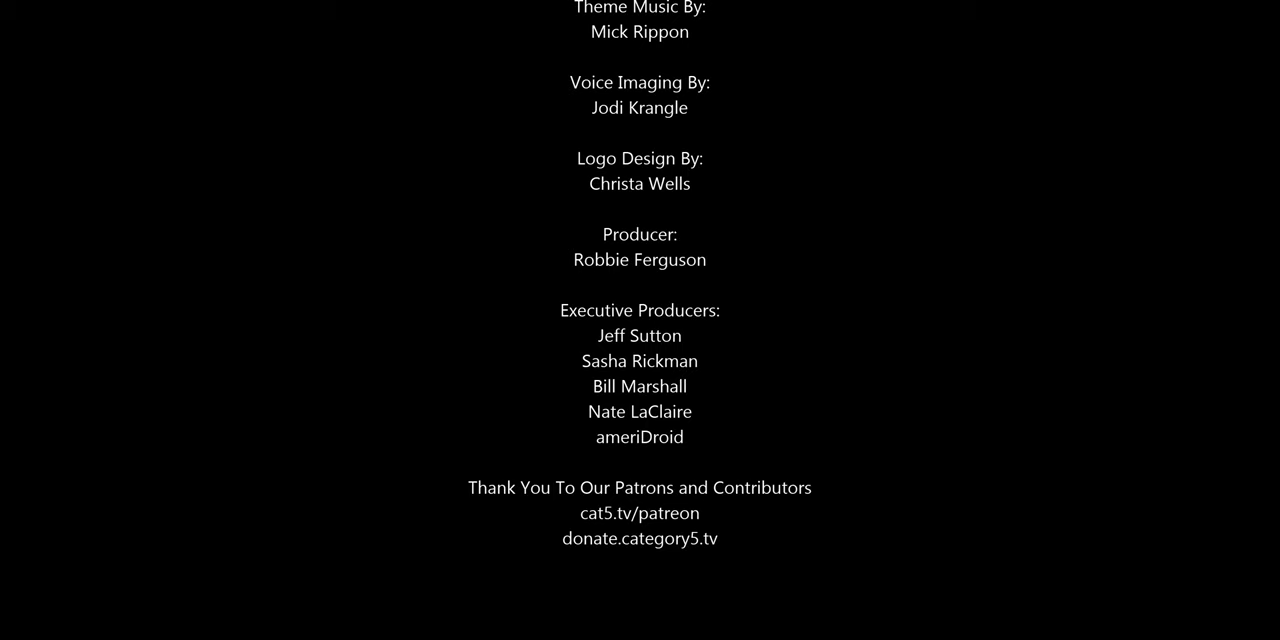 Theme Music By:
Mick Rippon
Voice Imaging By:
Jodi Krangle
Logo Design By:
Christa Wells
Producer:
Robbie Ferguson
Executive Producers:
Jeff Sutton
Sasha Rickman
Bill Marshall
Nate LaClaire
ameriDroid
Thank You To Our Patrons and Contributors
cat5.tv/patreon
donate.category5.tv